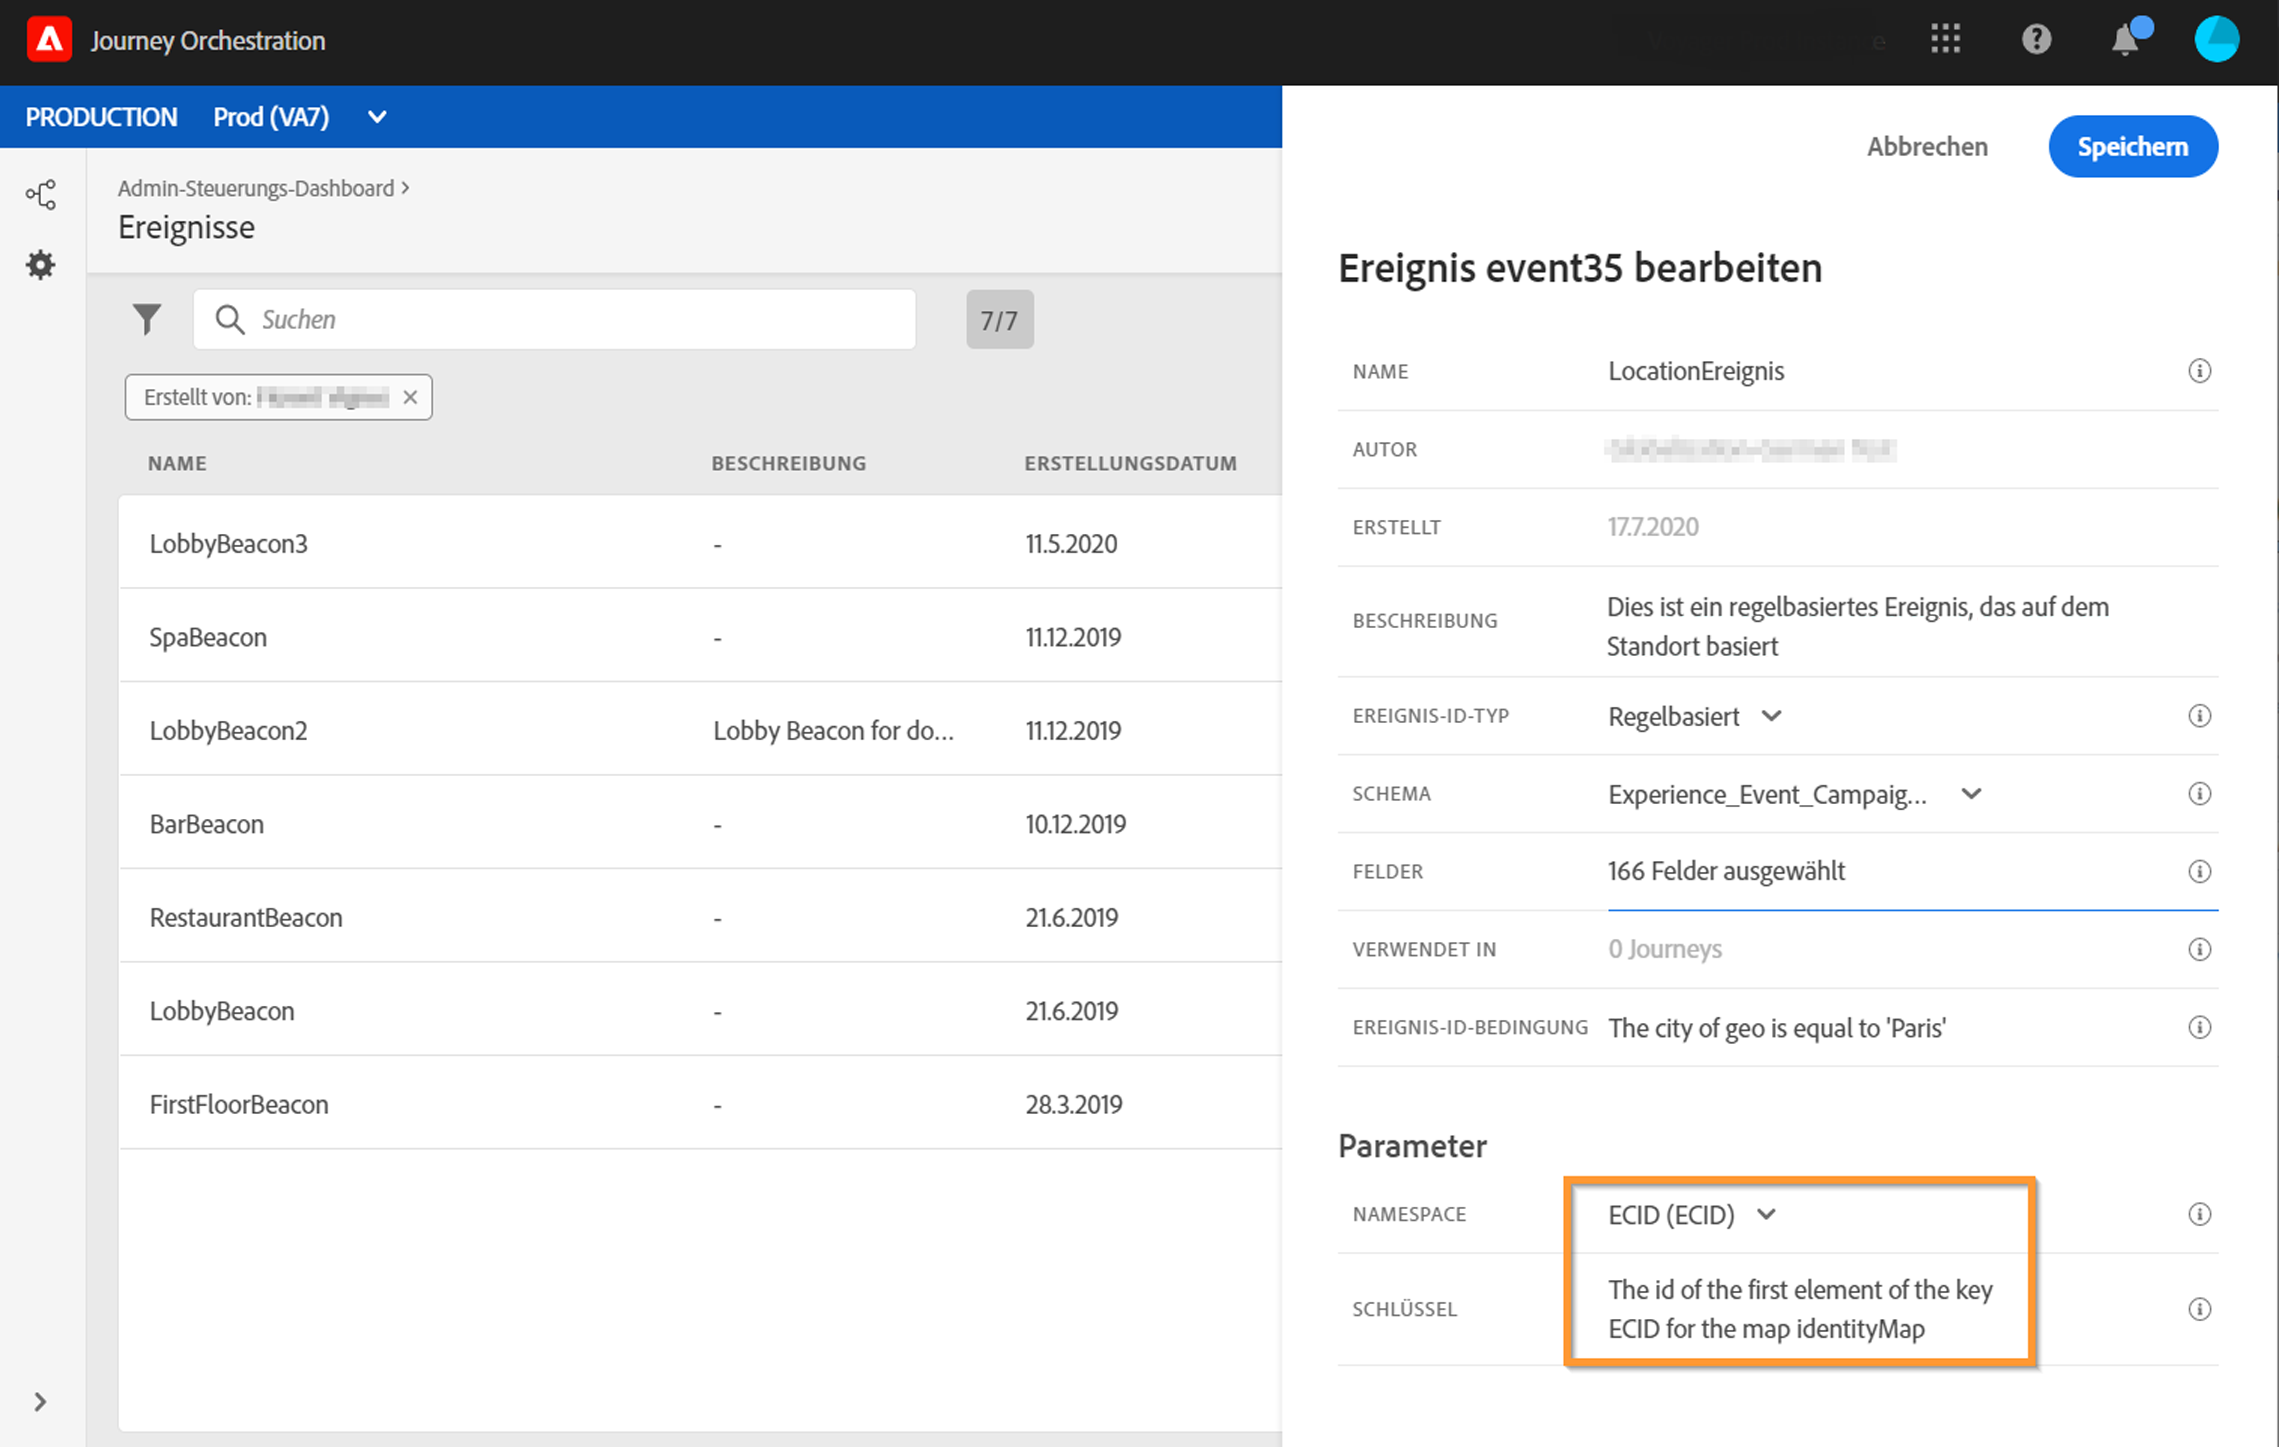 Journey Orchestration
PRODUCTION Prod (VA7)
Abbrechen Speichern
Admin-Steuerungs-Dashboard
Ereignisse
Suchen
7/7
Erstellt von:
NAME BESCHREIBUNG ERSTELLUNGSDATUM
LobbyBeacon3 - 11.5.2020
SpaBeacon - 11.12.2019
LobbyBeacon2 Lobby Beacon for do... 11.12.2019
BarBeacon - 10.12.2019
RestaurantBeacon - 21.6.2019
LobbyBeacon - 21.6.2019
FirstFloorBeacon - 28.3.2019
Ereignis event35 bearbeiten
NAME LocationEreignis
AUTOR
ERSTELLT 17.7.2020
BESCHREIBUNG Dies ist ein regelbasiertes Ereignis, das auf dem
Standort basiert
EREIGNIS-ID-TYP Regelbasiert
SCHEMA Experience_Event_Campaig...
FELDER 166 Felder ausgewählt
VERWENDET IN 0 Journeys
EREIGNIS-ID-BEDINGUNG The city of geo is equal to 'Paris'
Parameter
NAMESPACE ECID (ECID)
SCHLÜSSEL The id of the first element of the key
ECID for the map identityMap